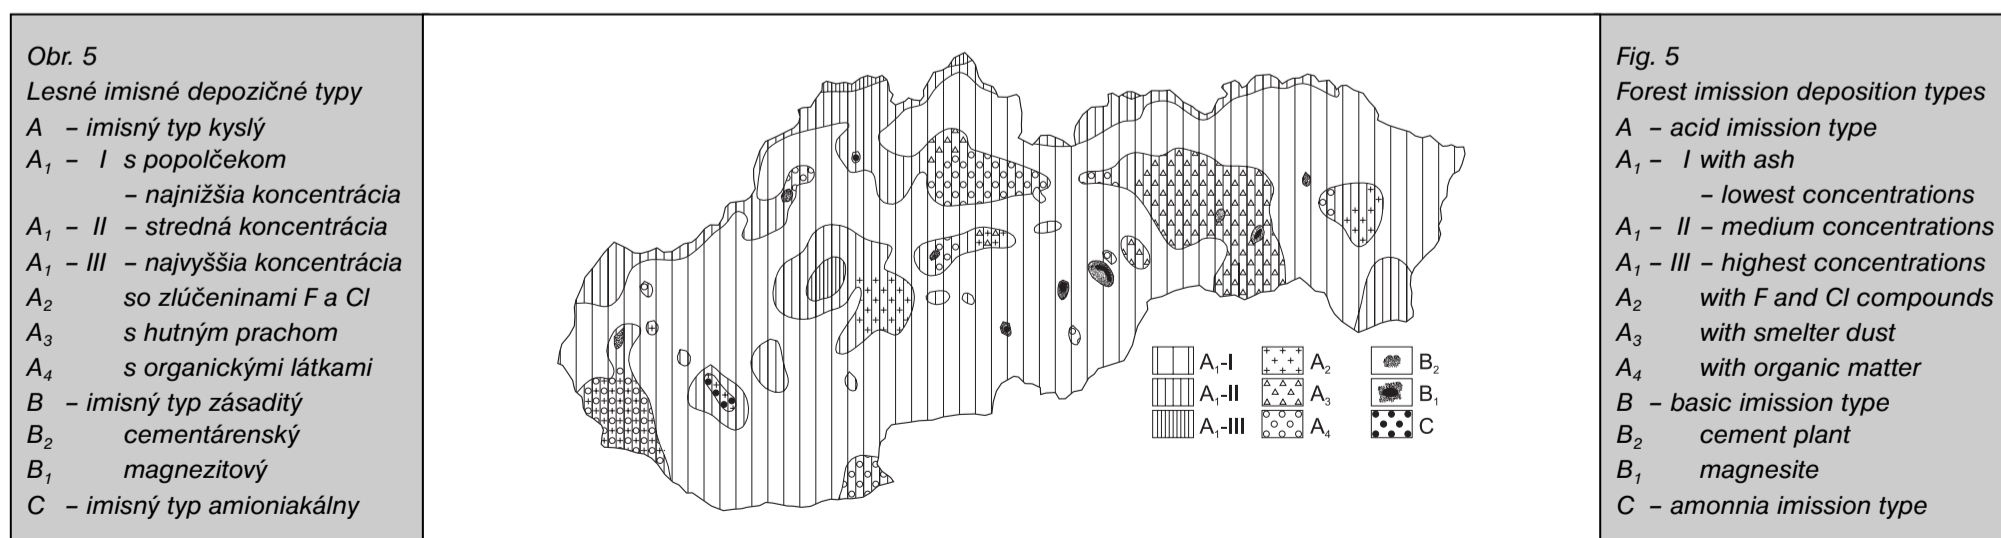 Obr. 5
Lesné imisné depozičné typy
A – imisný typ kyslý
A1 – I s popolčekom
– najnižšia koncentrácia
A1 – II – stredná koncentrácia
A1 – III – najvyššia koncentrácia
A2 so zlúčeninami F a Cl
A3 s hutným prachom
A4 s organickými látkami
B – imisný typ zásaditý
B2 cementárenský
B1 magnezitový
C – imisný typ amioniakálny
A1-I A2 B2
A1-II A3 B1
A1-III A4 C
Fig. 5
Forest imission deposition types
A – acid imission type
A1 – I with ash
– lowest concentrations
A1 – II – medium concentrations
A1 – III – highest concentrations
A2 with F and Cl compounds
A3 with smelter dust
A4 with organic matter
B – basic imission type
B2 cement plant
B1 magnesite
C – amonnia imission type